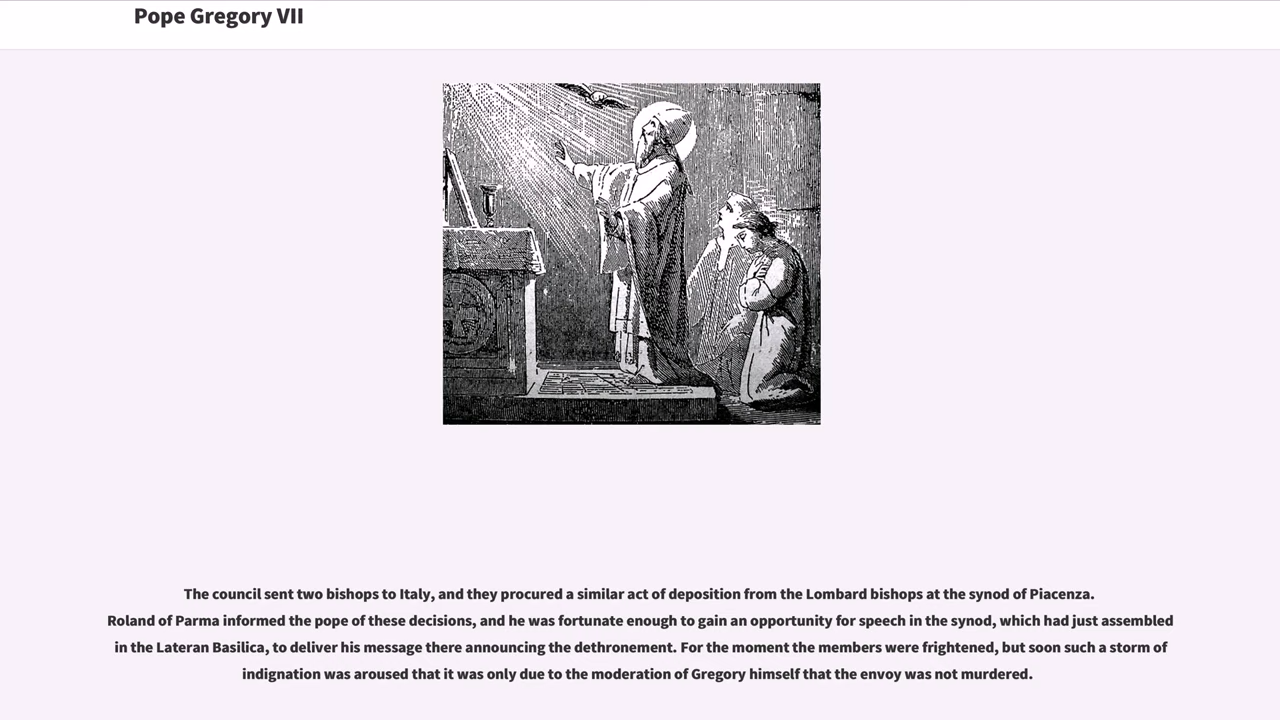 Pope Gregory VII
The council sent two bishops to Italy, and they procured a similar act of deposition from the Lombard bishops at the synod of Piacenza.
Roland of Parma informed the pope of these decisions, and he was fortunate enough to gain an opportunity for speech in the synod, which had just assembled
in the Lateran Basilica, to deliver his message there announcing the dethronement. For the moment the members were frightened, but soon such a storm of
indignation was aroused that it was only due to the moderation of Gregory himself that the envoy was not murdered.